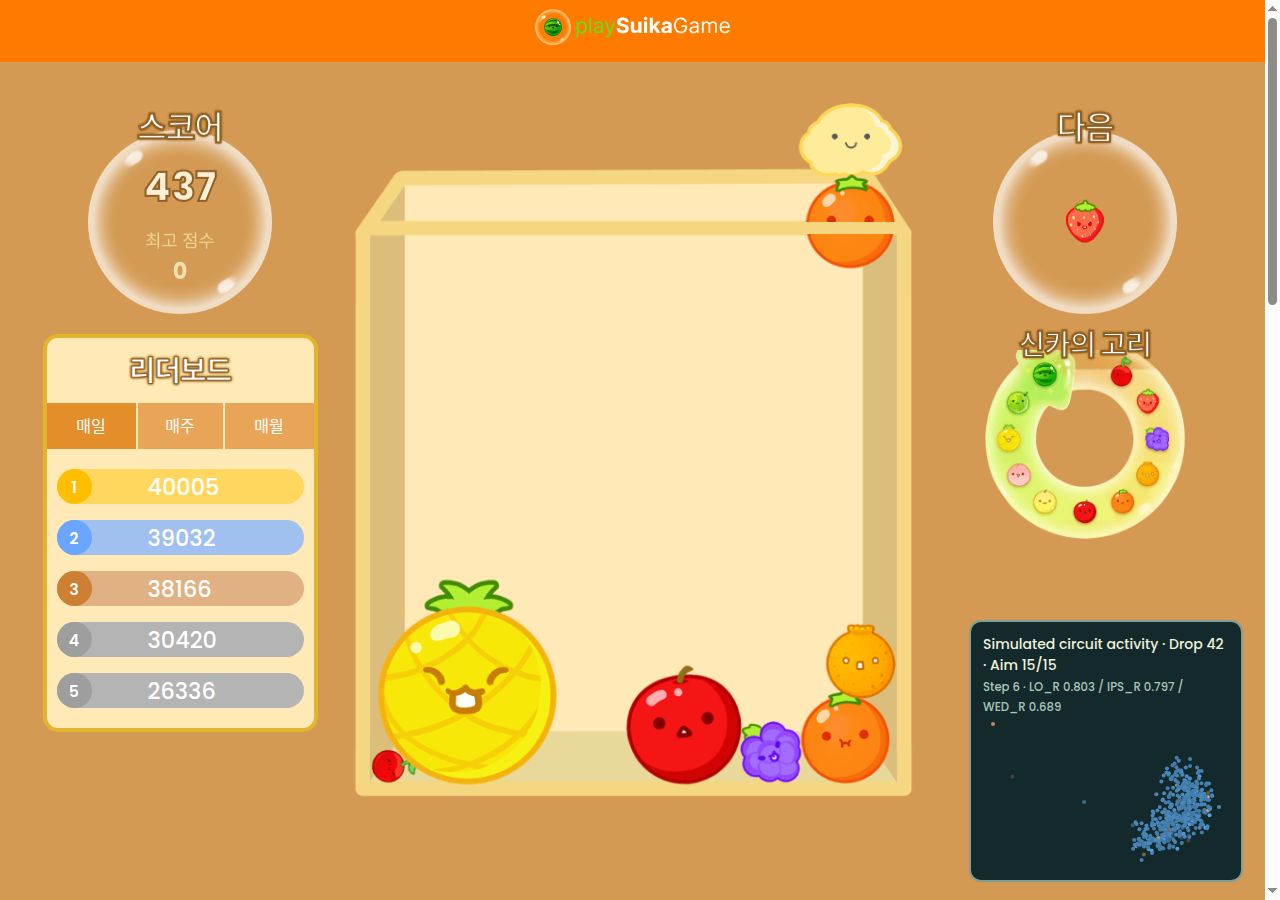 playSuikaGame
스코어
437
최고 점수
0
리더보드
매일 매주 매월
1 40005
2 39032
3 38166
4 30420
5 26336
다음
신카의 고리
Simulated circuit activity · Drop 42
· Aim 15/15
Step 6 · LO_R 0.803 / IPS_R 0.797 /
WED_R 0.689